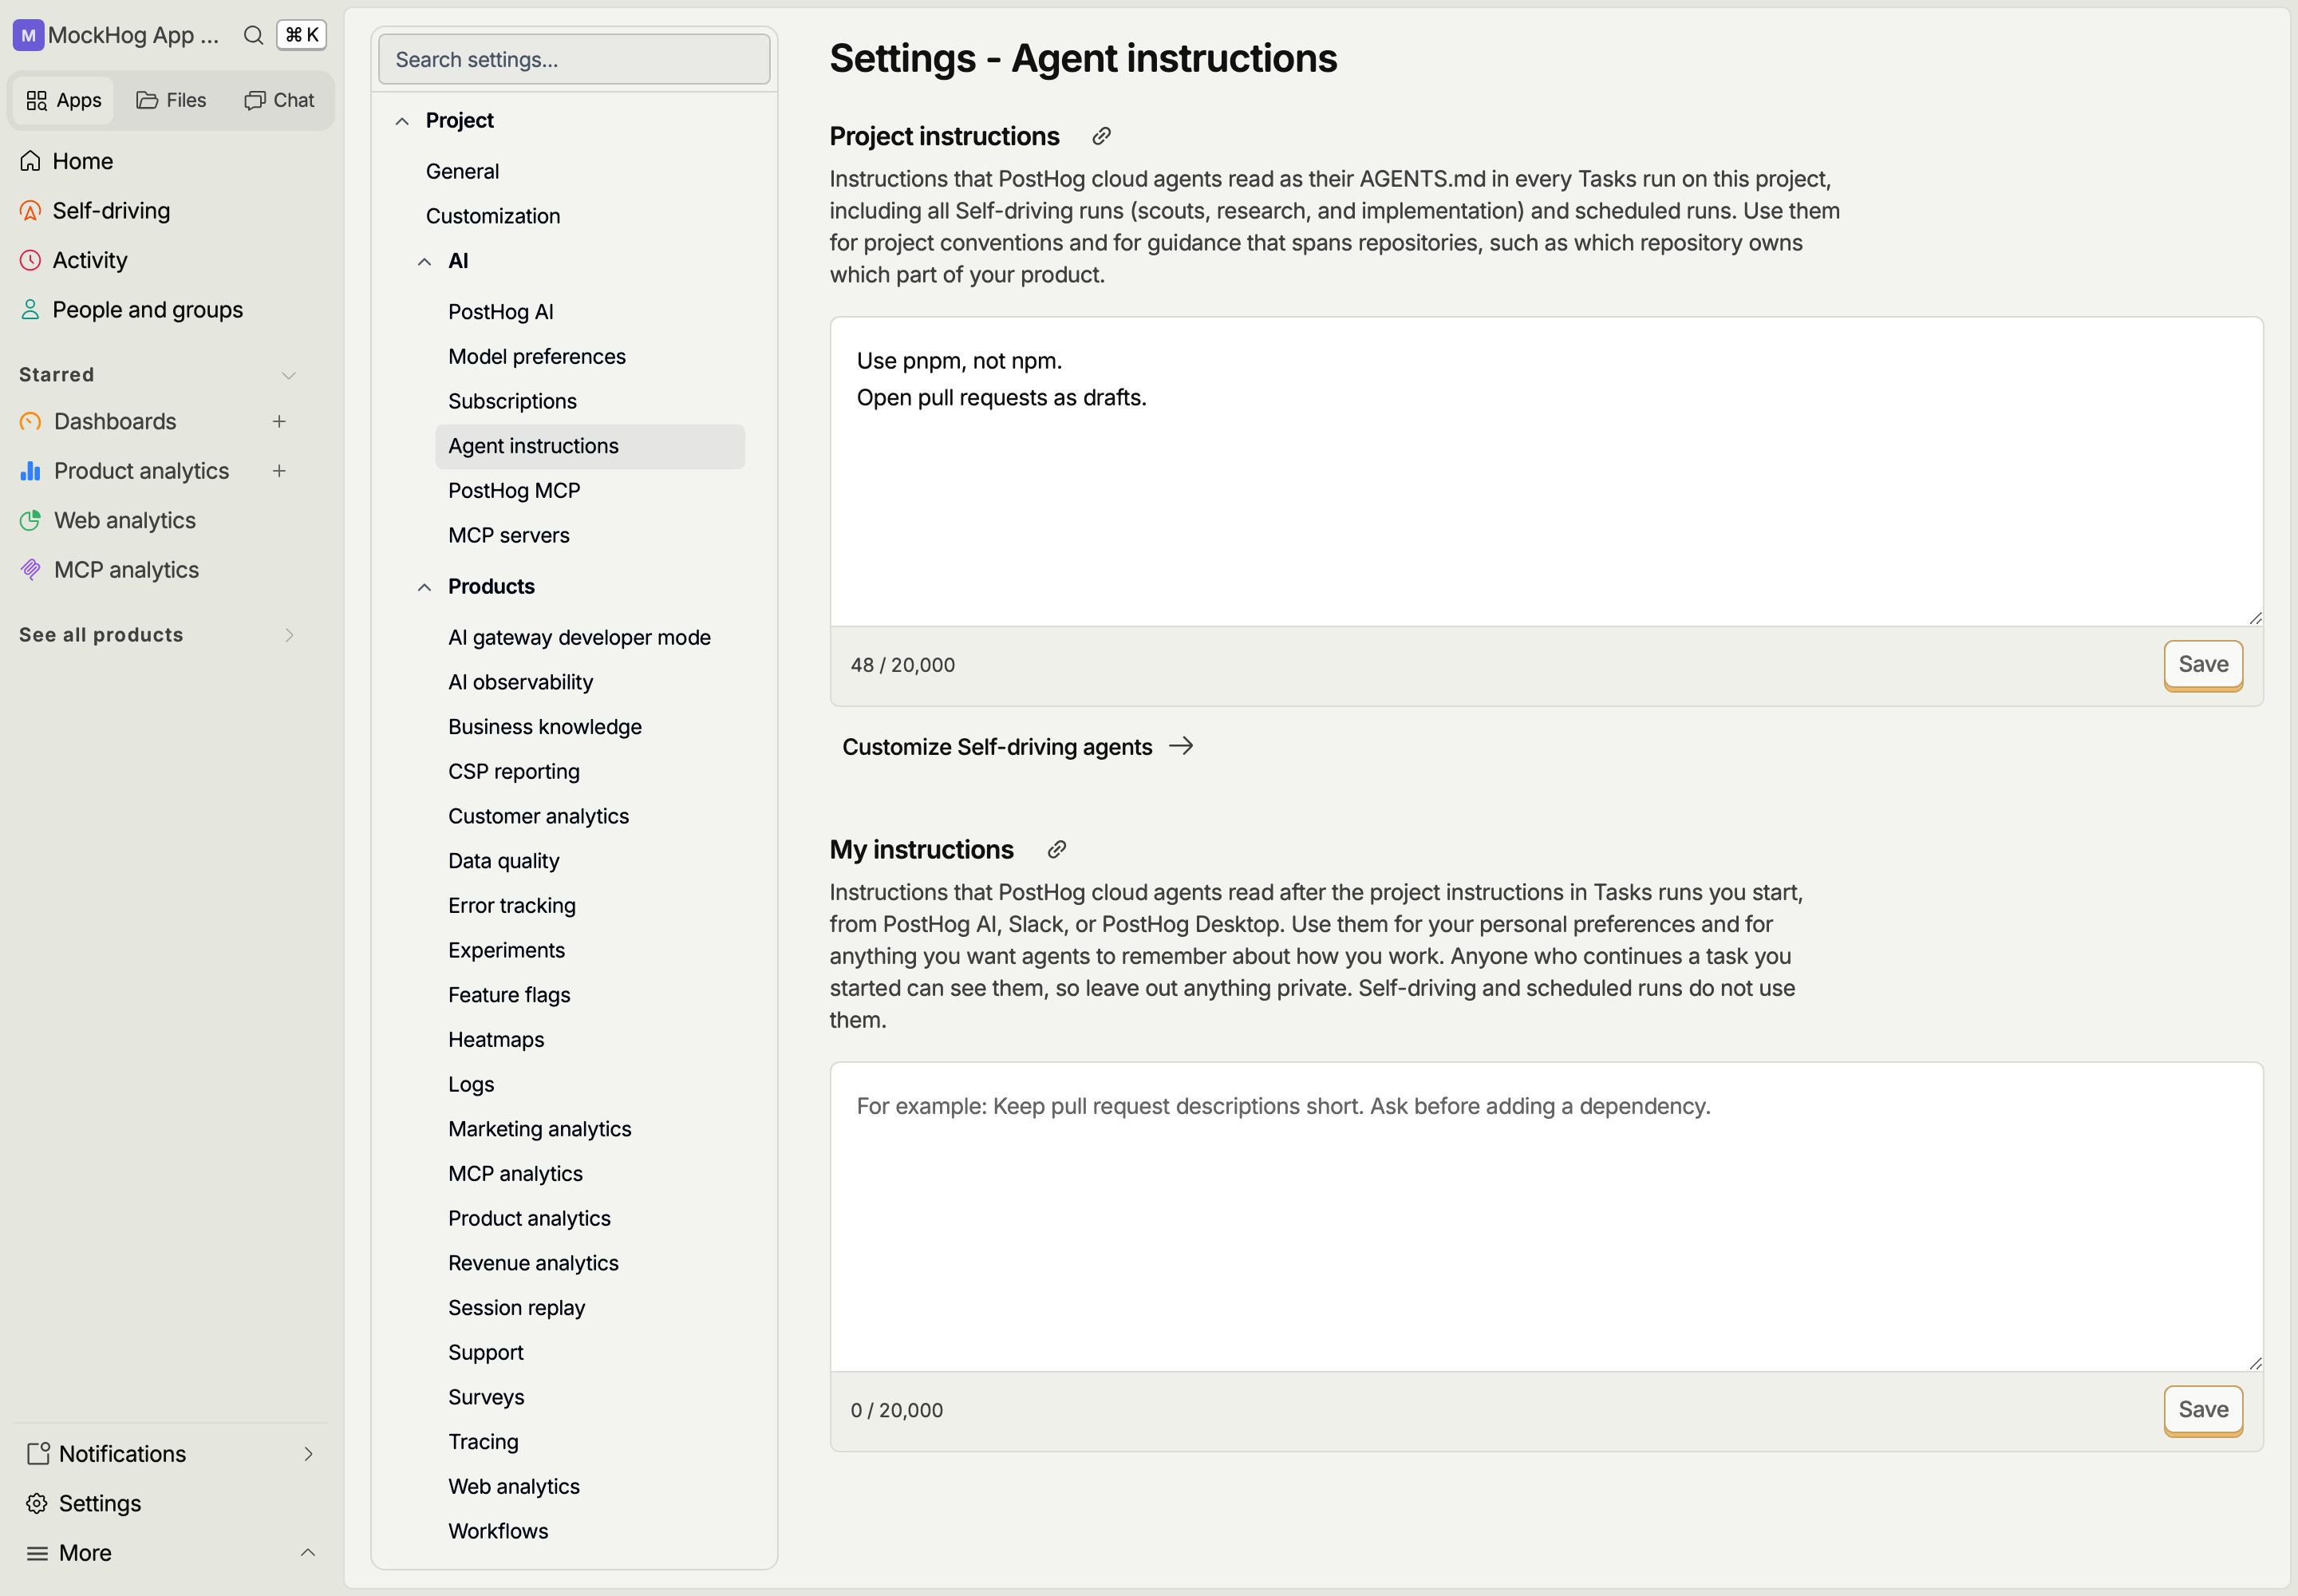 M MockHog App ... ⌘ K
Apps Files Chat
Home
Self-driving
Activity
People and groups
Starred
Dashboards
Product analytics
Web analytics
MCP analytics
See all products
Notifications
Settings
More
Search settings...
Project
General
Customization
AI
PostHog AI
Model preferences
Subscriptions
Agent instructions
PostHog MCP
MCP servers
Products
AI gateway developer mode
AI observability
Business knowledge
CSP reporting
Customer analytics
Data quality
Error tracking
Experiments
Feature flags
Heatmaps
Logs
Marketing analytics
MCP analytics
Product analytics
Revenue analytics
Session replay
Support
Surveys
Tracing
Web analytics
Workflows
Settings - Agent instructions
Project instructions
Instructions that PostHog cloud agents read as their AGENTS.md in every Tasks run on this project,
including all Self-driving runs (scouts, research, and implementation) and scheduled runs. Use them
for project conventions and for guidance that spans repositories, such as which repository owns
which part of your product.
Use pnpm, not npm.
Open pull requests as drafts.
48 / 20,000 Save
Customize Self-driving agents
My instructions
Instructions that PostHog cloud agents read after the project instructions in Tasks runs you start,
from PostHog AI, Slack, or PostHog Desktop. Use them for your personal preferences and for
anything you want agents to remember about how you work. Anyone who continues a task you
started can see them, so leave out anything private. Self-driving and scheduled runs do not use
them.
For example: Keep pull request descriptions short. Ask before adding a dependency.
0 / 20,000 Save